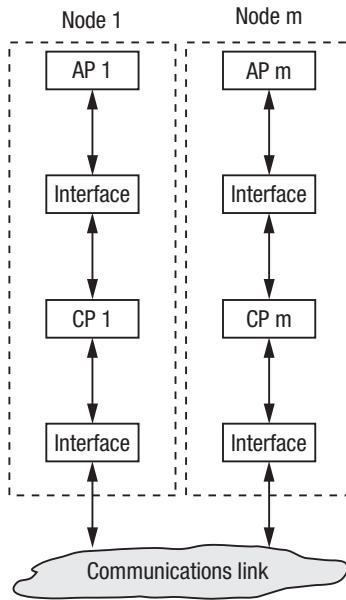 Node 1
Node m
AP 1
AP m
Interface
Interface
CP 1
CP m
Interface
Interface
Communications link